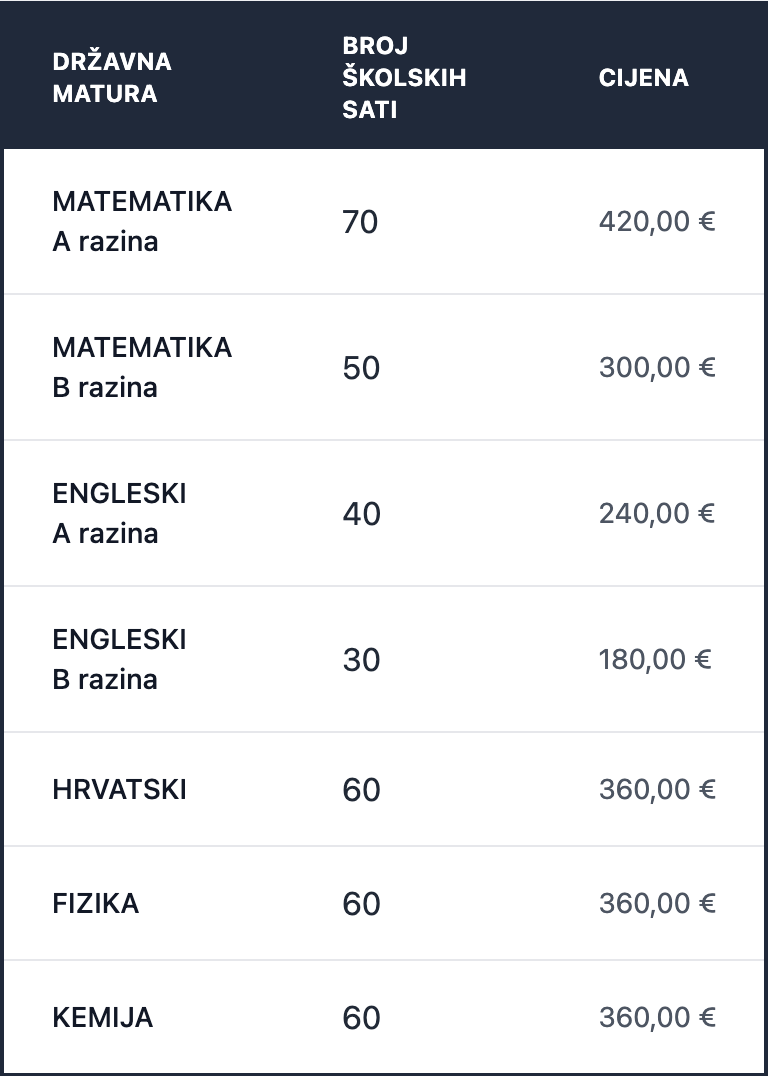 DRŽAVNA
MATURA
BROJ
ŠKOLSKIH
SATI
CIJENA
MATEMATIKA
A razina
70
420,00 €
MATEMATIKA
B razina
50
300,00 €
ENGLESKI
A razina
40
240,00 €
ENGLESKI
B razina
30
180,00 €
HRVATSKI
60
360,00 €
FIZIKA
60
360,00 €
KEMIJA
60
360,00 €